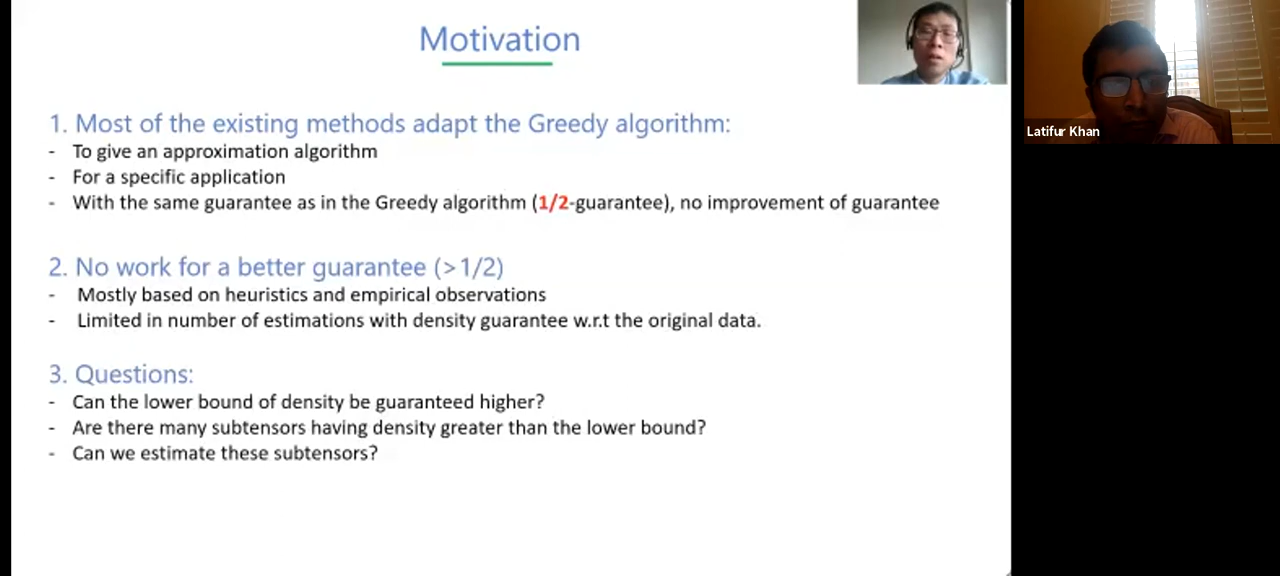 Motivation
1. Most of the existing methods adapt the Greedy algorithm:
- To give an approximation algorithm
- For a specific application
- With the same guarantee as in the Greedy algorithm (1/2-guarantee), no improvement of guarantee
2. No work for a better guarantee (>1/2)
- Mostly based on heuristics and empirical observations
- Limited in number of estimations with density guarantee w.r.t the original data.
3. Questions:
- Can the lower bound of density be guaranteed higher?
- Are there many subtensors having density greater than the lower bound?
- Can we estimate these subtensors?
Latifur Khan